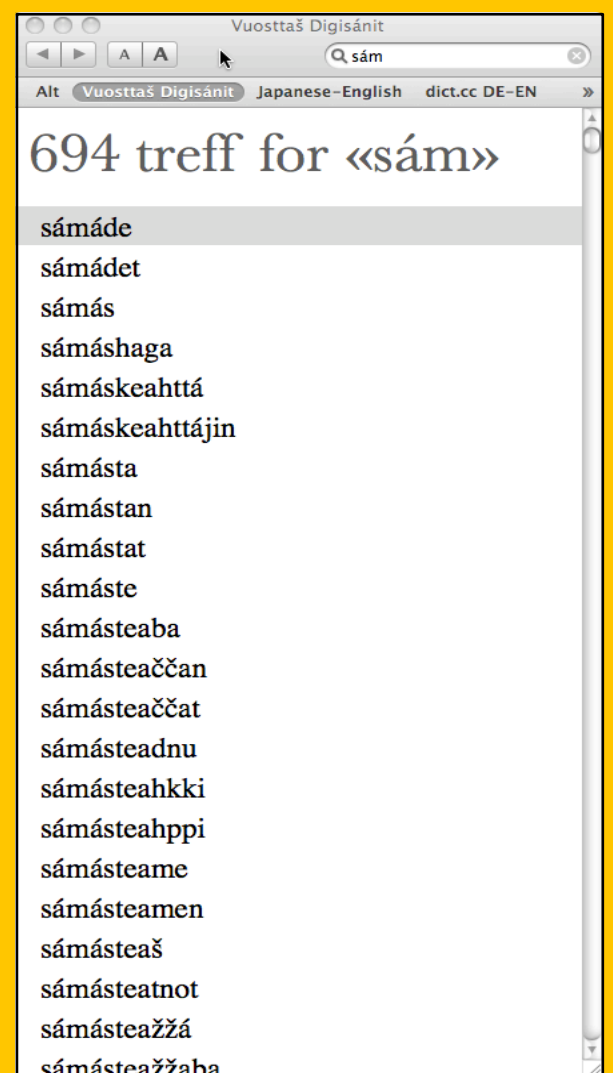 Vuosttaš Digisánit
A A sám
Alt Vuosttaš Digisánit Japanese-English dict.cc DE-EN »
694 treff for «sám»
sámáde
sámádet
sámás
sámáshaga
sámáskeahttá
sámáskeahttájin
sámásta
sámástan
sámástat
sámáste
sámásteaba
sámásteaččan
sámásteaččat
sámásteadnu
sámásteahkki
sámásteahppi
sámásteame
sámásteamen
sámásteaš
sámásteatnot
sámásteažžá
sámásteažžaba